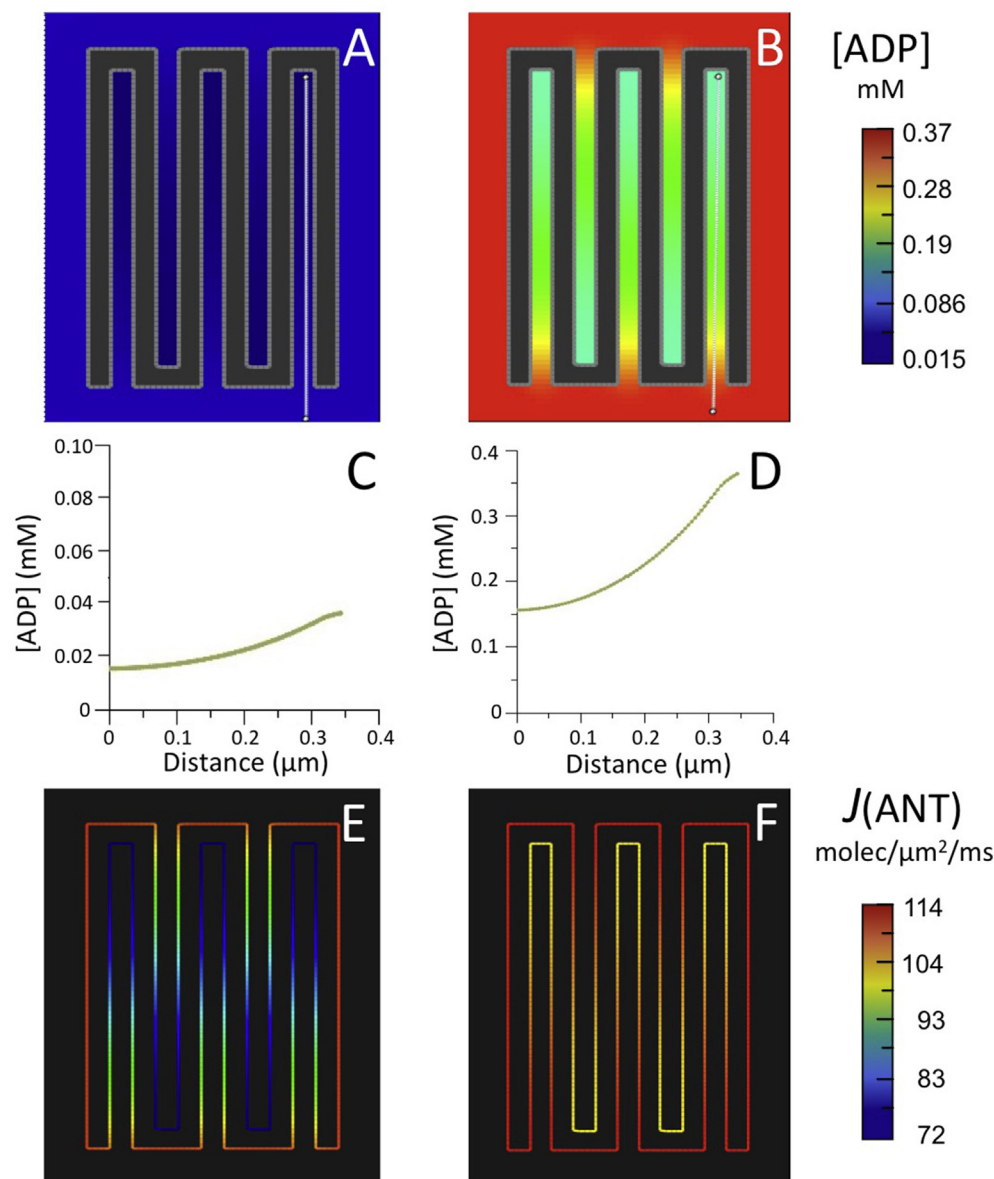 A
B
[ADP]
mM
0.37
0.28
0.19
0.086
0.015
C
0.10
0.08
0.06
0.04
0.02
0
[ADP] (mM)
0 0.1 0.2 0.3 0.4
Distance (μm)
D
0.4
0.3
0.2
0.1
0
[ADP] (mM)
0 0.1 0.2 0.3 0.4
Distance (μm)
E
F
J(ANT)
molec/μm²/ms
114
104
93
83
72